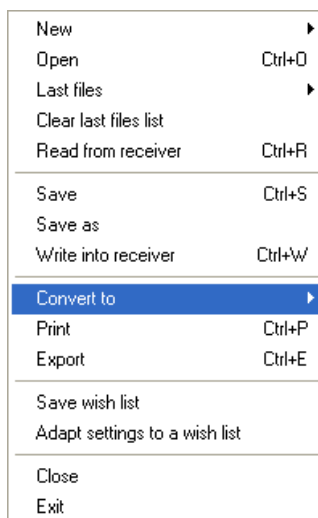 New
Open Ctrl+O
Last files
Clear last files list
Read from receiver Ctrl+R
Save Ctrl+S
Save as
Write into receiver Ctrl+W
Convert to
Print Ctrl+P
Export Ctrl+E
Save wish list
Adapt settings to a wish list
Close
Exit